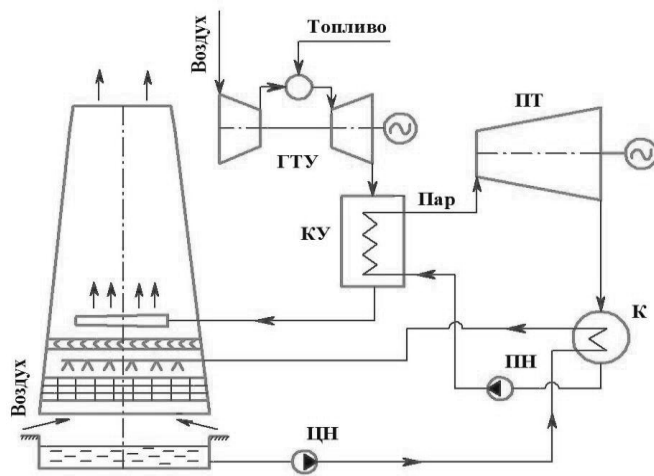 Воздух
Топливо
ПТ
ГТУ
КУ
Пар
К
ПН
Воздух
ЦН